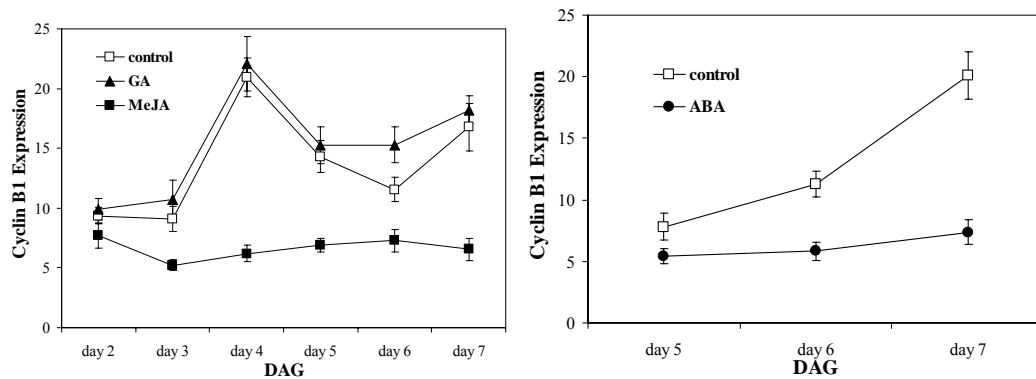 25
20
15
10
5
0
Cyclin B1 Expression
control
GA
MeJA
day 2 day 3 day 4 day 5 day 6 day 7
DAG
25
20
15
10
5
0
Cyclin B1 Expression
control
ABA
day 5 day 6 day 7
DAG